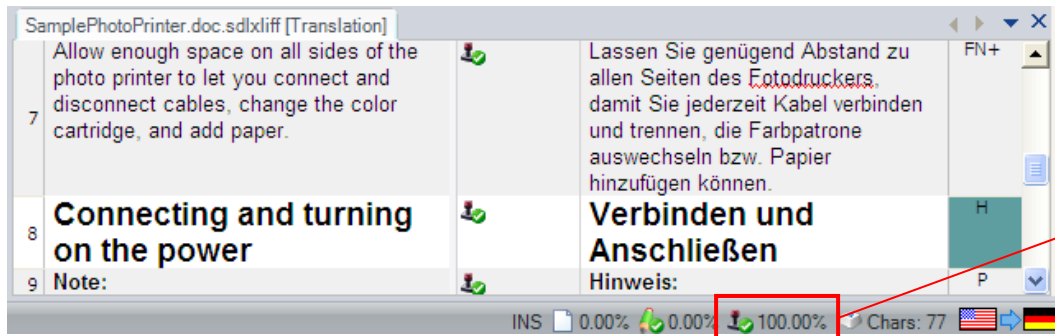 SamplePhotoPrinter.doc.sdlxliff [Translation]
7
Allow enough space on all sides of the
photo printer to let you connect and
disconnect cables, change the color
cartridge, and add paper.
Lassen Sie genügend Abstand zu
allen Seiten des Fotodruckers,
damit Sie jederzeit Kabel verbinden
und trennen, die Farbpatrone
auswechseln bzw. Papier
hinzufügen können.
FN+
8
Connecting and turning
on the power
Verbinden und
Anschließen
H
9 Note: Hinweis: P
INS 0.00% 0.00% 100.00% Chars: 77